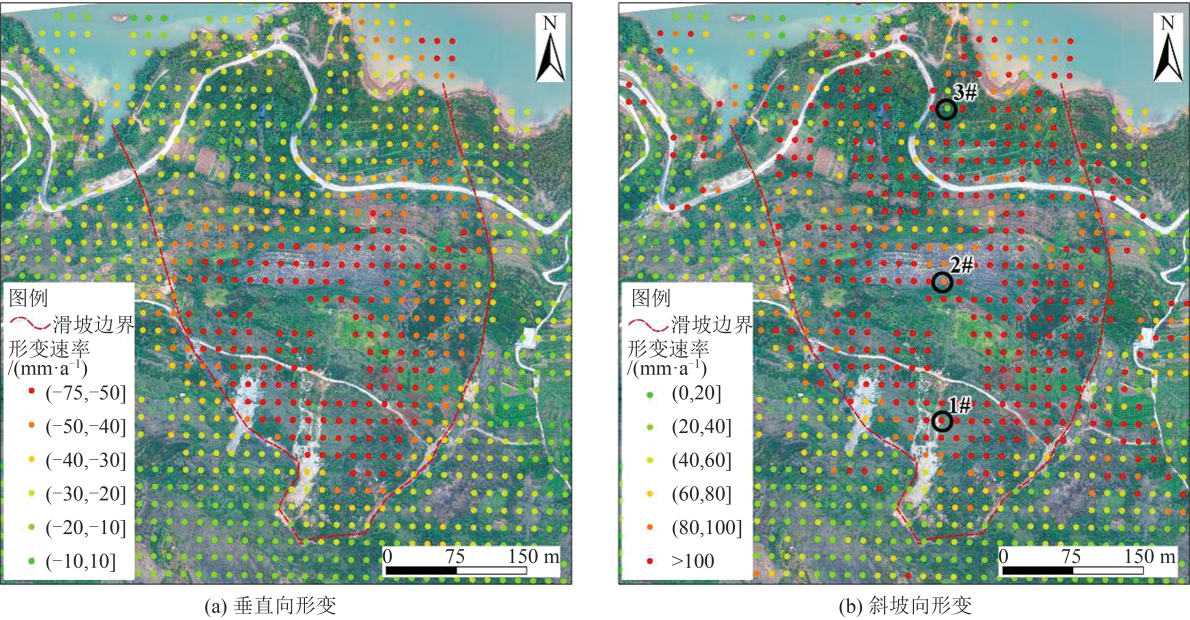 N
图例
滑坡边界
形变速率
/(mm·a⁻¹)
(−75,−50]
(−50,−40]
(−40,−30]
(−30,−20]
(−20,−10]
(−10,10]
0 75 150 m
(a) 垂直向形变
N
3#
2#
1#
图例
滑坡边界
形变速率
/(mm·a⁻¹)
(0,20]
(20,40]
(40,60]
(60,80]
(80,100]
>100
0 75 150 m
(b) 斜坡向形变